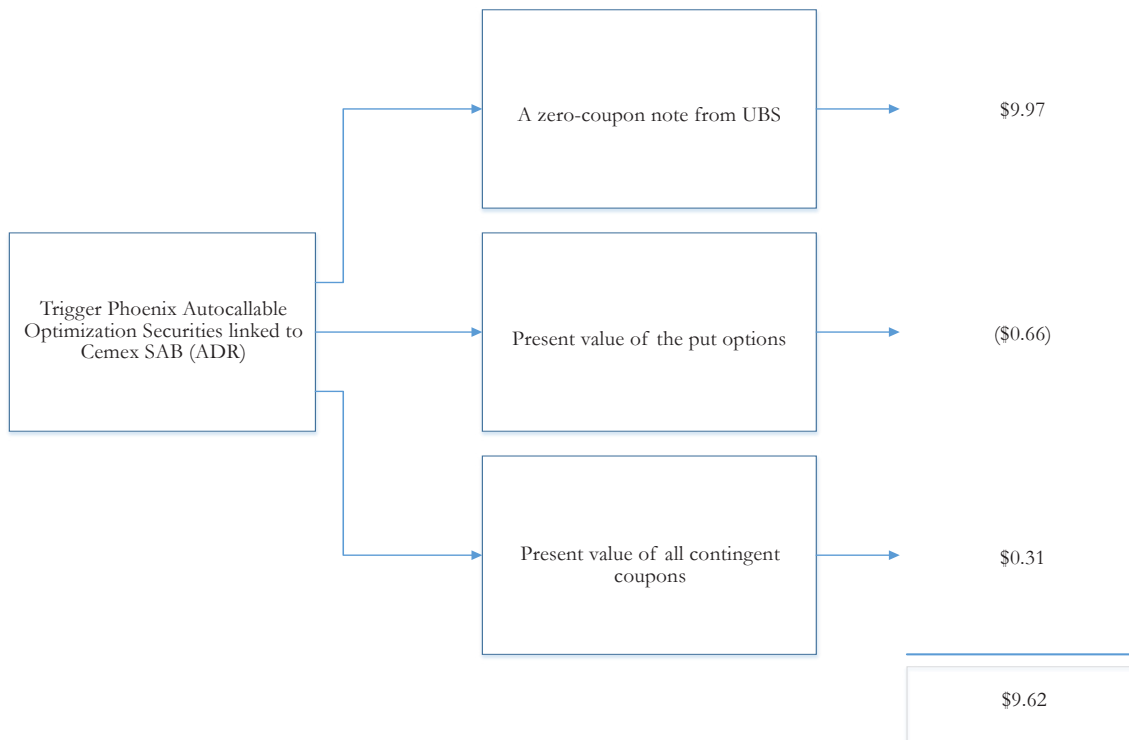 A zero-coupon note from UBS
$9.97
Trigger Phoenix Autocallable
Optimization Securities linked to
Cemex SAB (ADR)
Present value of the put options
($0.66)
Present value of all contingent
coupons
$0.31
$9.62